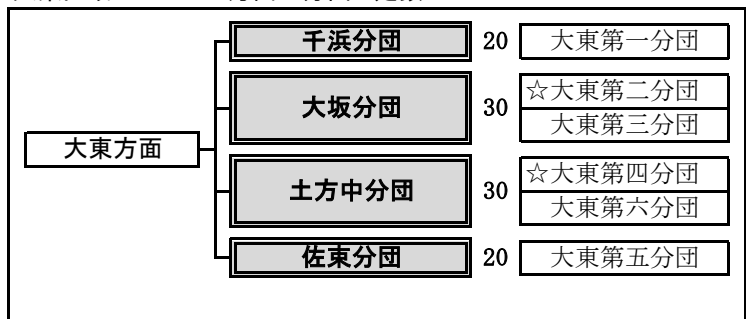 千浜分団 20 大東第一分団
大坂分団 30 ☆大東第二分団
大東第三分団
大東方面
土方中分団 30 ☆大東第四分団
大東第六分団
佐東分団 20 大東第五分団